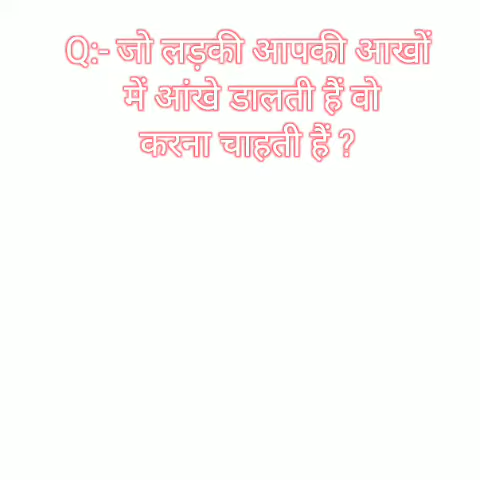 Q:- जो लड़की आपकी आखों
में आंखे डालती हैं वो
करना चाहती हैं ?